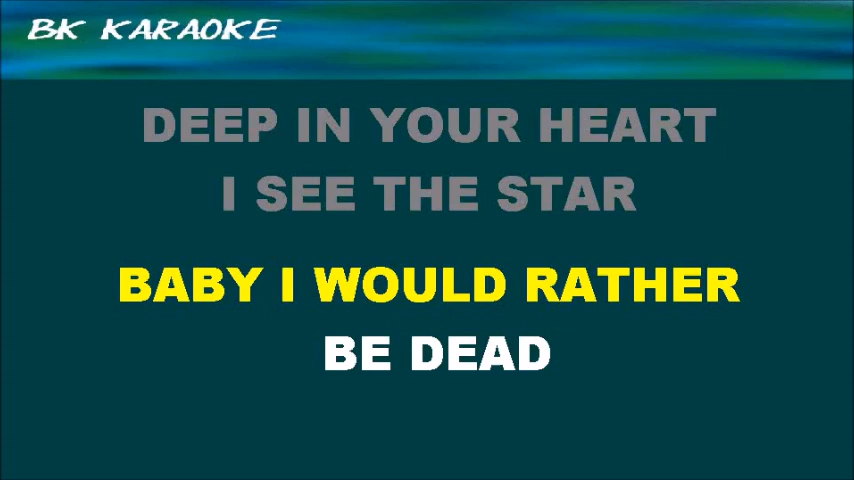 BK KARAOKE
DEEP IN YOUR HEART
I SEE THE STAR
BABY I WOULD RATHER
BE DEAD